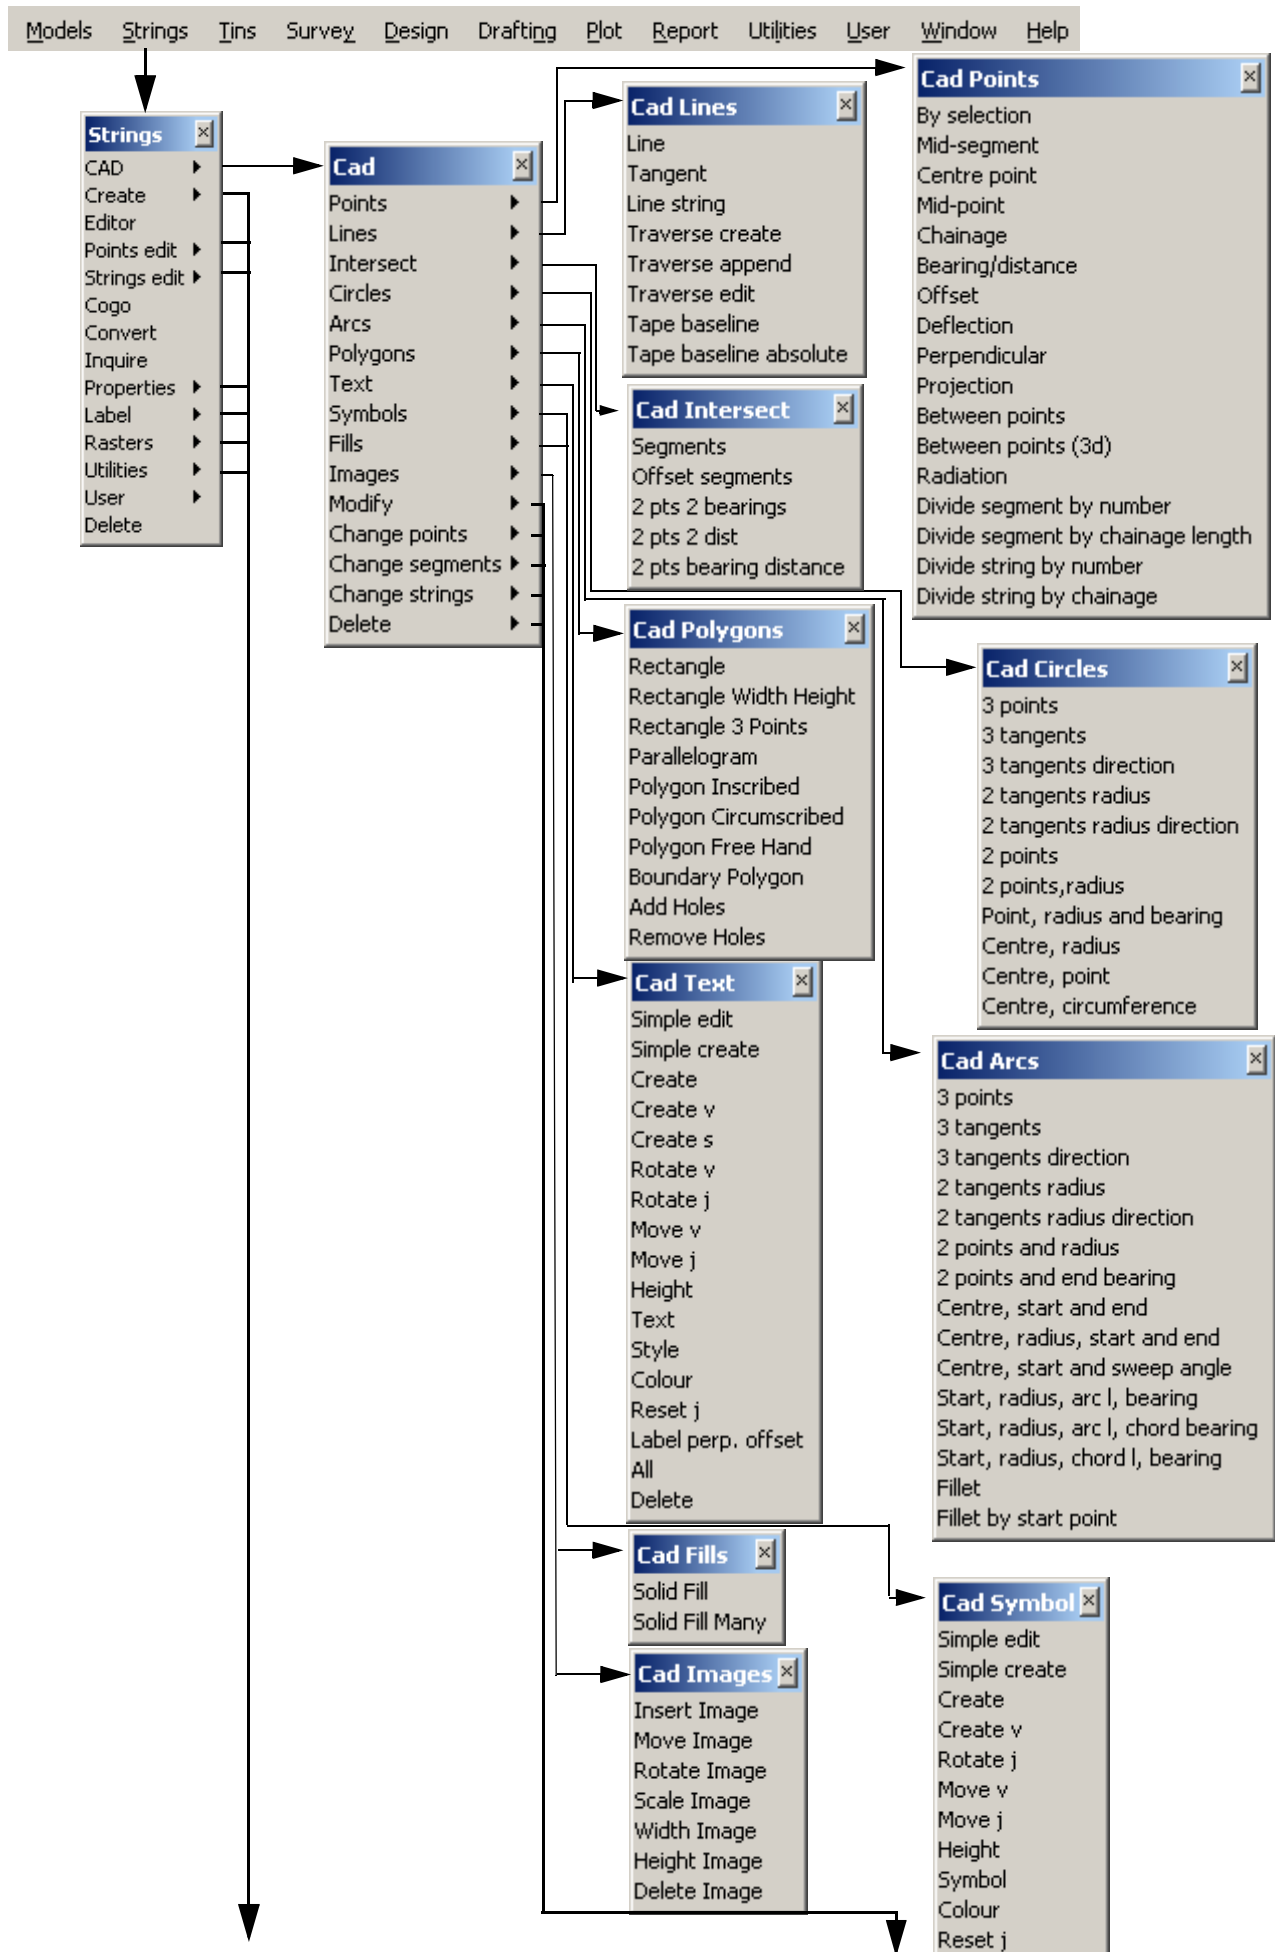 Models Strings Tins Survey Design Drafting Plot Report Utilities User Window Help
Strings
CAD
Create
Editor
Points edit
Strings edit
Cogo
Convert
Inquire
Properties
Label
Rasters
Utilities
User
Delete
Cad
Points
Lines
Intersect
Circles
Arcs
Polygons
Text
Symbols
Fills
Images
Modify
Change points
Change segments
Change strings
Delete
Cad Lines
Line
Tangent
Line string
Traverse create
Traverse append
Traverse edit
Tape baseline
Tape baseline absolute
Cad Intersect
Segments
Offset segments
2 pts 2 bearings
2 pts 2 dist
2 pts bearing distance
Cad Polygons
Rectangle
Rectangle Width Height
Rectangle 3 Points
Parallelogram
Polygon Inscribed
Polygon Circumscribed
Polygon Free Hand
Boundary Polygon
Add Holes
Remove Holes
Cad Text
Simple edit
Simple create
Create
Create v
Create s
Rotate v
Rotate j
Move v
Move j
Height
Text
Style
Colour
Reset j
Label perp. offset
All
Delete
Cad Fills
Solid Fill
Solid Fill Many
Cad Images
Insert Image
Move Image
Rotate Image
Scale Image
Width Image
Height Image
Delete Image
Cad Points
By selection
Mid-segment
Centre point
Mid-point
Chainage
Bearing/distance
Offset
Deflection
Perpendicular
Projection
Between points
Between points (3d)
Radiation
Divide segment by number
Divide segment by chainage length
Divide string by number
Divide string by chainage
Cad Circles
3 points
3 tangents
3 tangents direction
2 tangents radius
2 tangents radius direction
2 points
2 points,radius
Point, radius and bearing
Centre, radius
Centre, point
Centre, circumference
Cad Arcs
3 points
3 tangents
3 tangents direction
2 tangents radius
2 tangents radius direction
2 points and radius
2 points and end bearing
Centre, start and end
Centre, radius, start and end
Centre, start and sweep angle
Start, radius, arc l, bearing
Start, radius, arc l, chord bearing
Start, radius, chord l, bearing
Fillet
Fillet by start point
Cad Symbol
Simple edit
Simple create
Create
Create v
Rotate j
Move v
Move j
Height
Symbol
Colour
Reset j